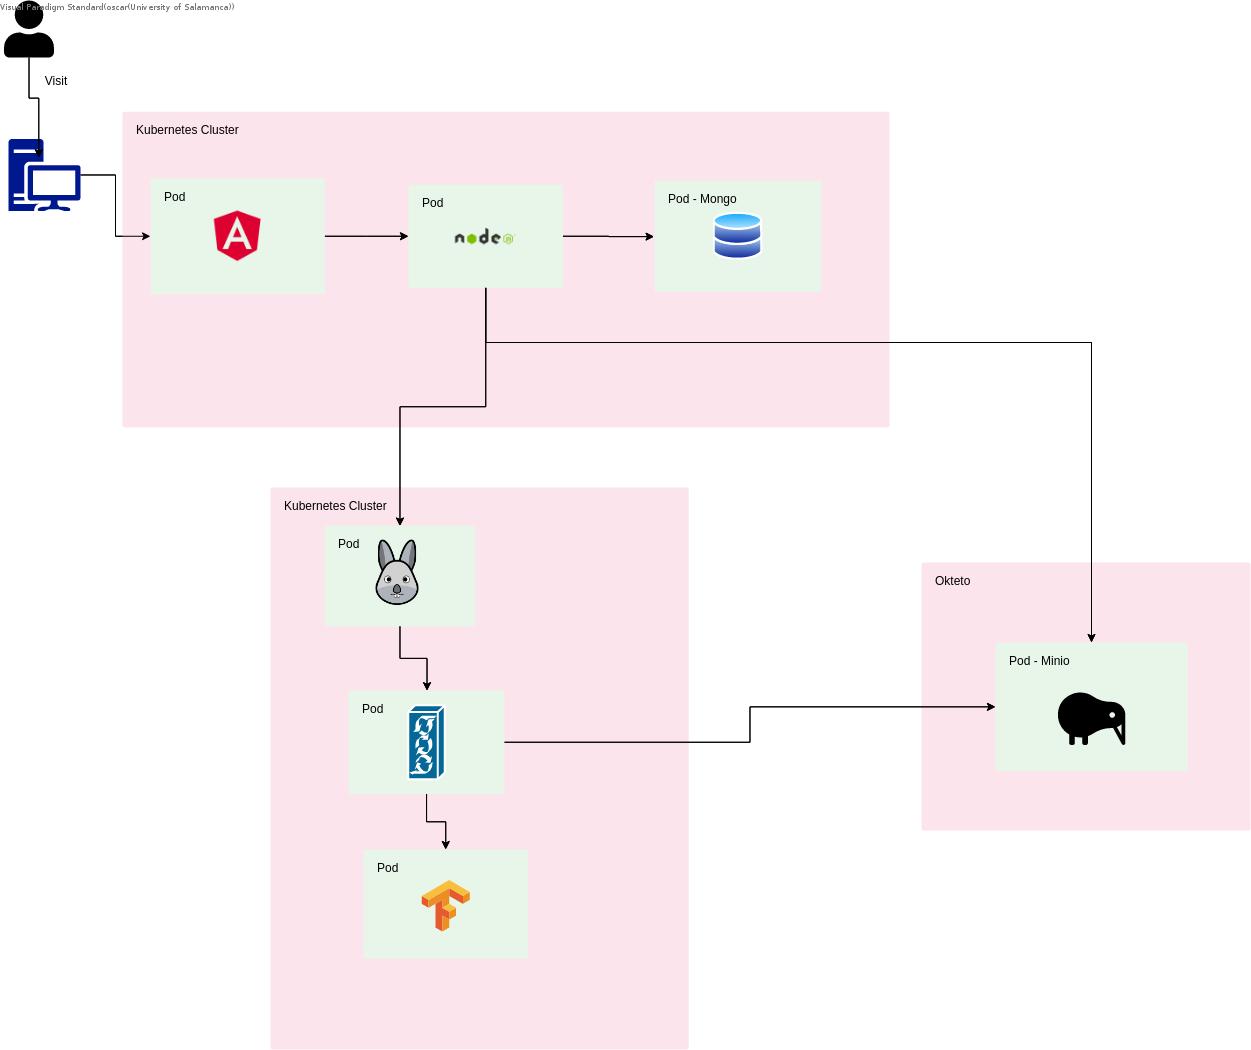 Visual Paradigm Standard(oscar(University of Salamanca))
Visit
Kubernetes Cluster
Pod
Pod
node
Pod - Mongo
Kubernetes Cluster
Pod
Pod
Pod
Okteto
Pod - Minio